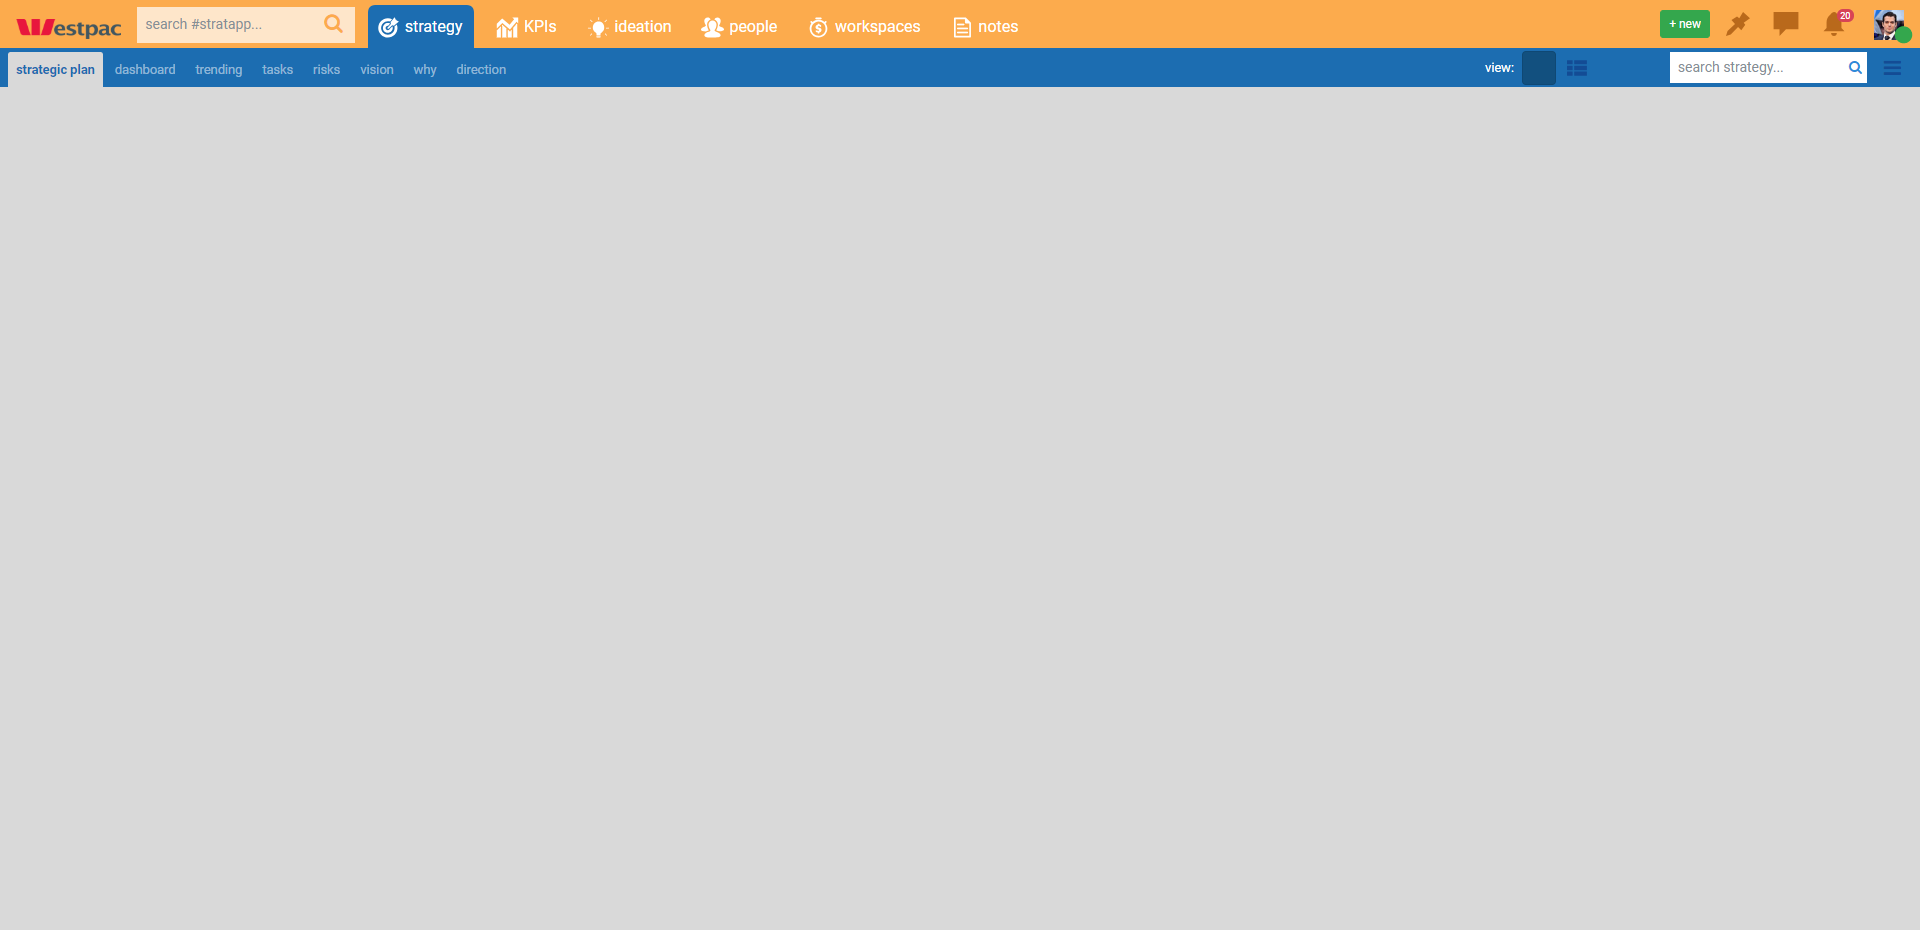 Westpac search #stratapp... strategy KPIs ideation people workspaces notes + new 20
strategic plan dashboard trending tasks risks vision why direction view: search strategy...